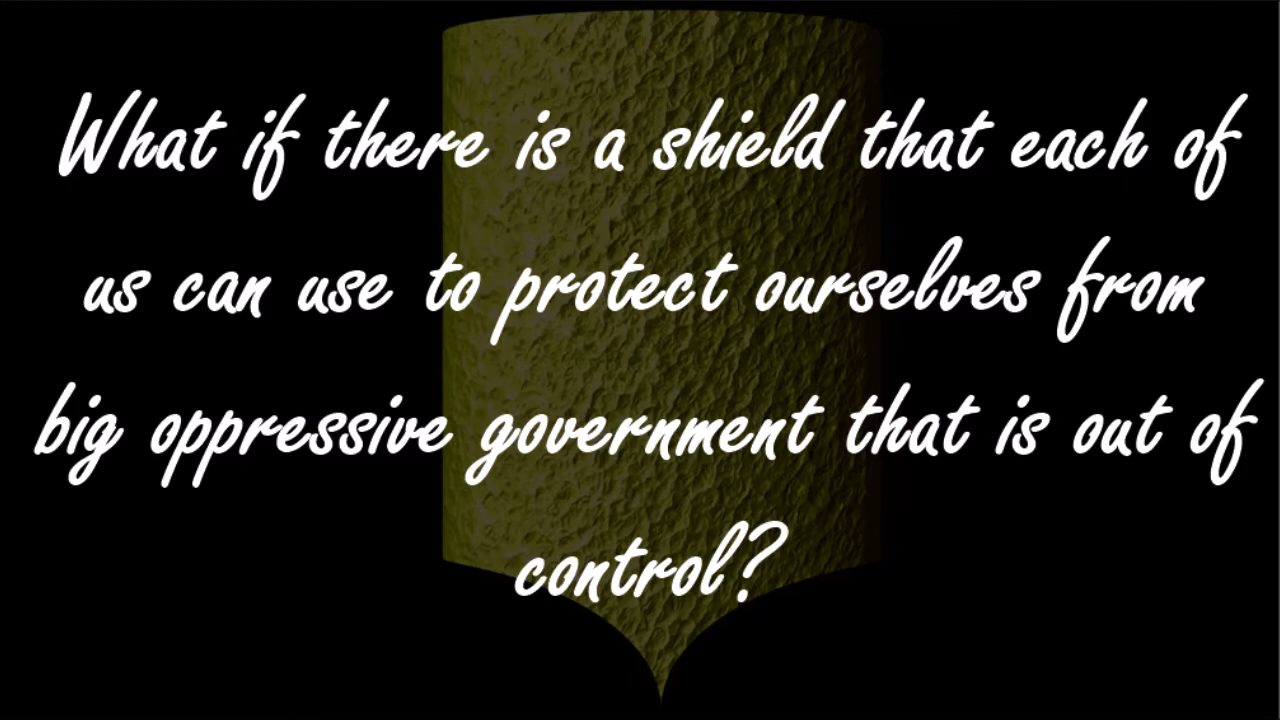 What if there is a shield that each of
us can use to protect ourselves from
big oppressive government that is out of
control?